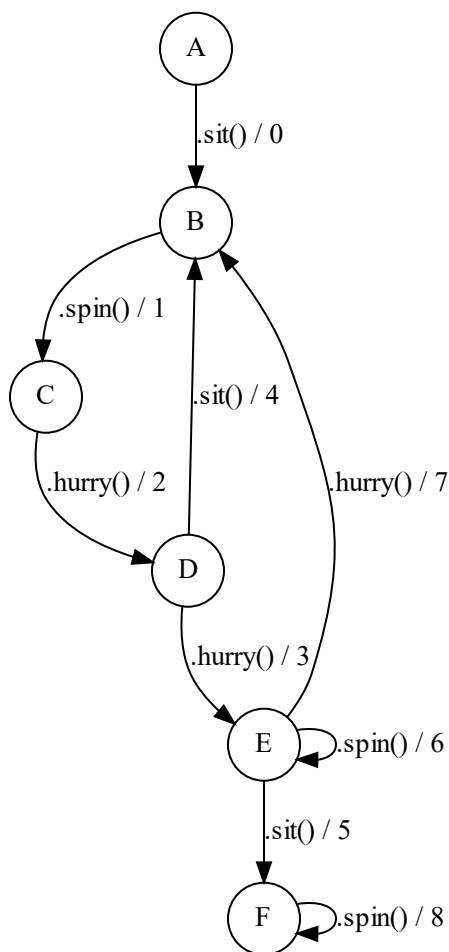 A
.sit() / 0
B
.spin() / 1
C
.sit() / 4
.hurry() / 2
.hurry() / 7
D
.hurry() / 3
E
.spin() / 6
.sit() / 5
F
.spin() / 8